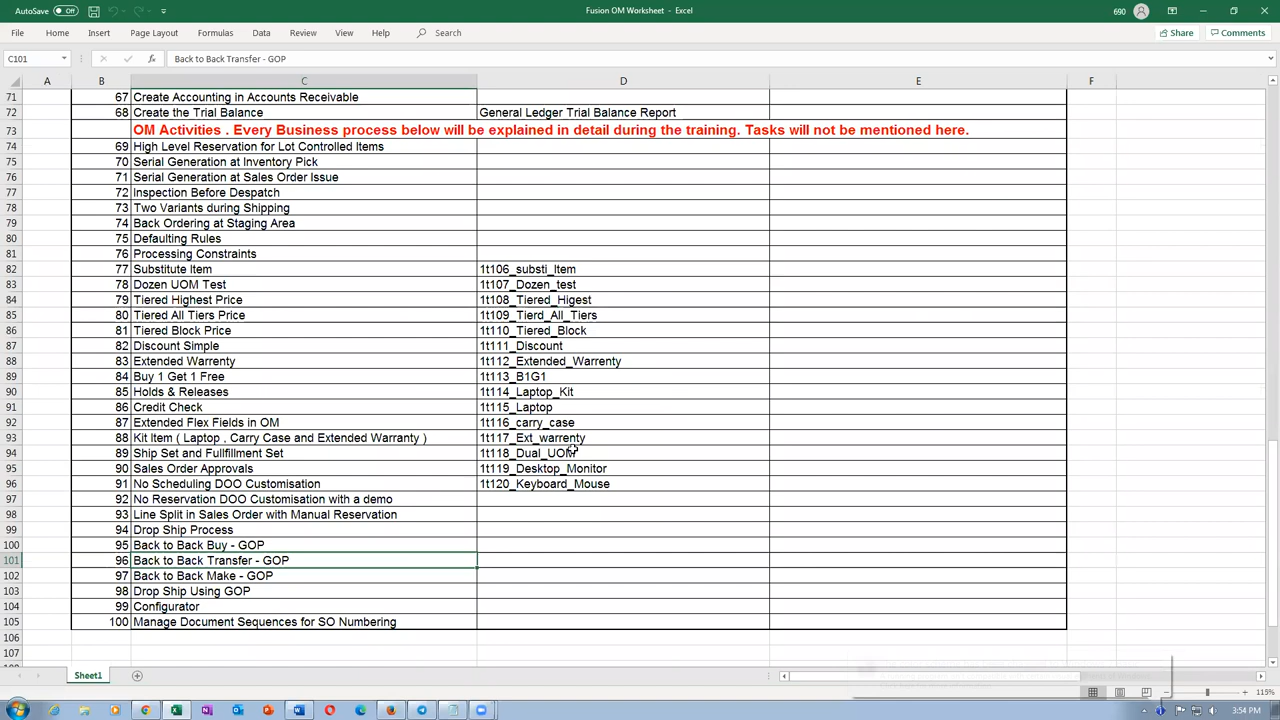 AutoSave Off
Fusion OM Worksheet - Excel
690
File Home Insert Page Layout Formulas Data Review View Help Search
Share Comments
C101 fx Back to Back Transfer - GOP
A B C D E F
71 67 Create Accounting in Accounts Receivable
72 68 Create the Trial Balance General Ledger Trial Balance Report
73 OM Activities . Every Business process below will be explained in detail during the training. Tasks will not be mentioned here.
74 69 High Level Reservation for Lot Controlled Items
75 70 Serial Generation at Inventory Pick
76 71 Serial Generation at Sales Order Issue
77 72 Inspection Before Despatch
78 73 Two Variants during Shipping
79 74 Back Ordering at Staging Area
80 75 Defaulting Rules
81 76 Processing Constraints
82 77 Substitute Item 1t106_substi_Item
83 78 Dozen UOM Test 1t107_Dozen_test
84 79 Tiered Highest Price 1t108_Tiered_Higest
85 80 Tiered All Tiers Price 1t109_Tierd_All_Tiers
86 81 Tiered Block Price 1t110_Tiered_Block
87 82 Discount Simple 1t111_Discount
88 83 Extended Warrenty 1t112_Extended_Warrenty
89 84 Buy 1 Get 1 Free 1t113_B1G1
90 85 Holds & Releases 1t114_Laptop_Kit
91 86 Credit Check 1t115_Laptop
92 87 Extended Flex Fields in OM 1t116_carry_case
93 88 Kit Item ( Laptop , Carry Case and Extended Warranty ) 1t117_Ext_warrenty
94 89 Ship Set and Fullfillment Set 1t118_Dual_UOM
95 90 Sales Order Approvals 1t119_Desktop_Monitor
96 91 No Scheduling DOO Customisation 1t120_Keyboard_Mouse
97 92 No Reservation DOO Customisation with a demo
98 93 Line Split in Sales Order with Manual Reservation
99 94 Drop Ship Process
100 95 Back to Back Buy - GOP
101 96 Back to Back Transfer - GOP
102 97 Back to Back Make - GOP
103 98 Drop Ship Using GOP
104 99 Configurator
105 100 Manage Document Sequences for SO Numbering
106
107
Sheet1
115%
3:54 PM